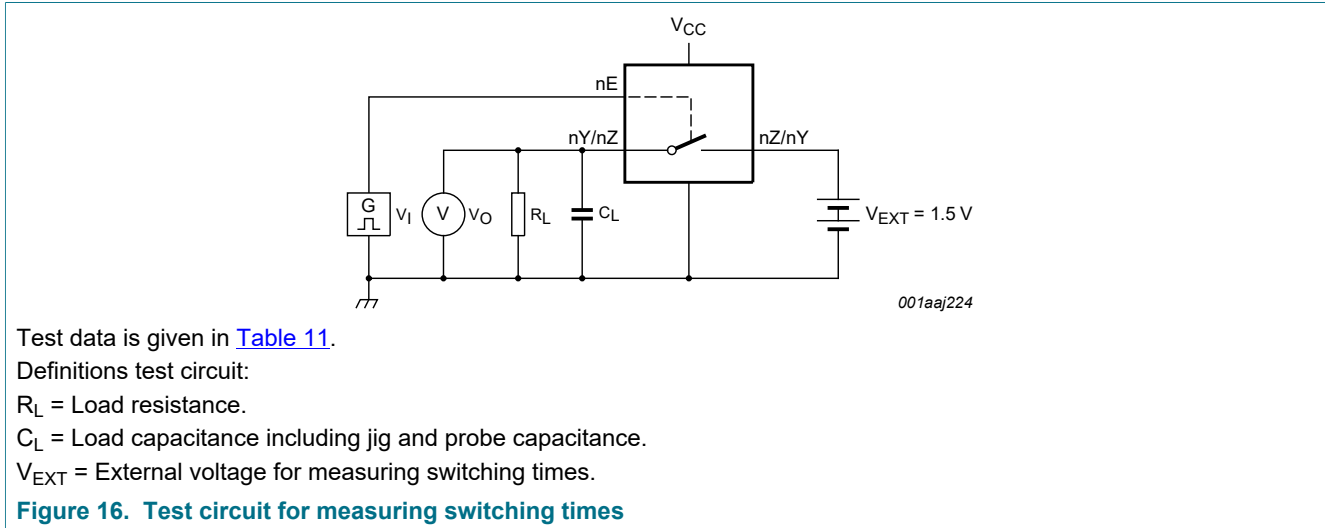 VCC
nE
nY/nZ
nZ/nY
G
VI
V
VO
RL
CL
VEXT = 1.5 V
001aaj224
Test data is given in Table 11.
Definitions test circuit:
RL = Load resistance.
CL = Load capacitance including jig and probe capacitance.
VEXT = External voltage for measuring switching times.
Figure 16. Test circuit for measuring switching times